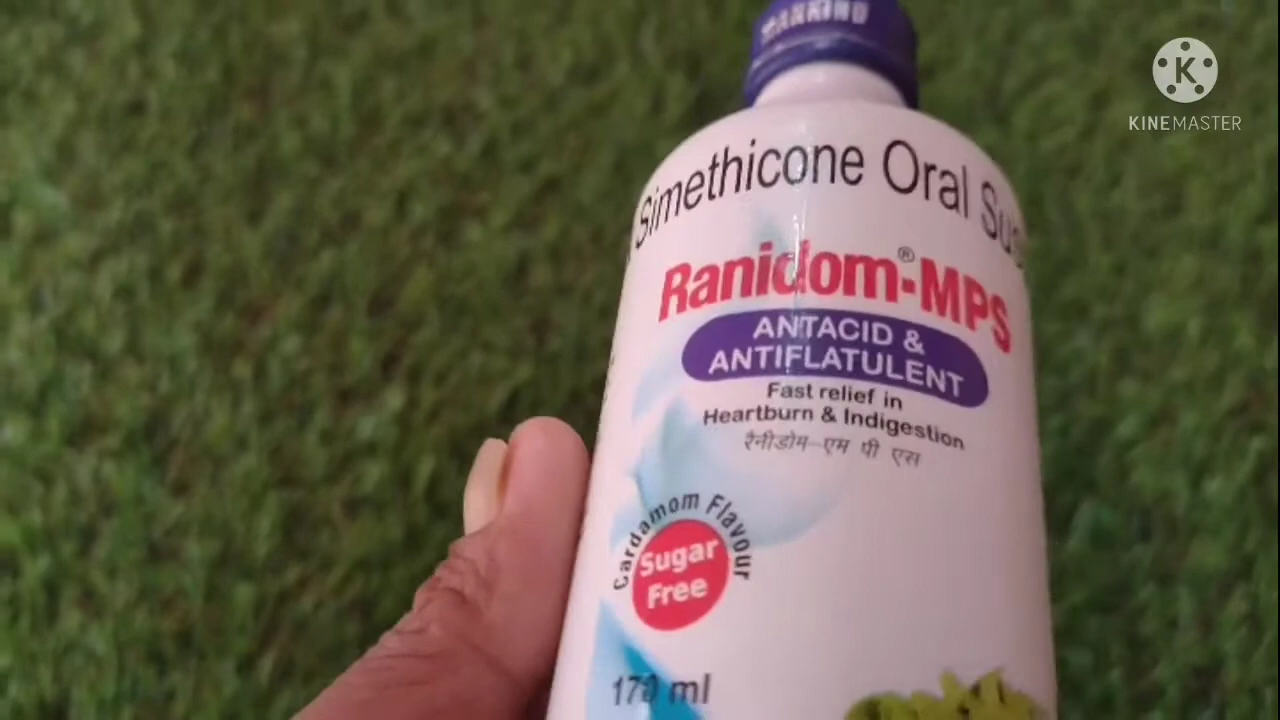 MANKIND
K
KINEMASTER
Simethicone Oral Sus
Ranidom®-MPS
ANTACID &
ANTIFLATULENT
Fast relief in
Heartburn & Indigestion
रैनीडोम-एम पी एस
Cardamom Flavour
Sugar
Free
170 ml